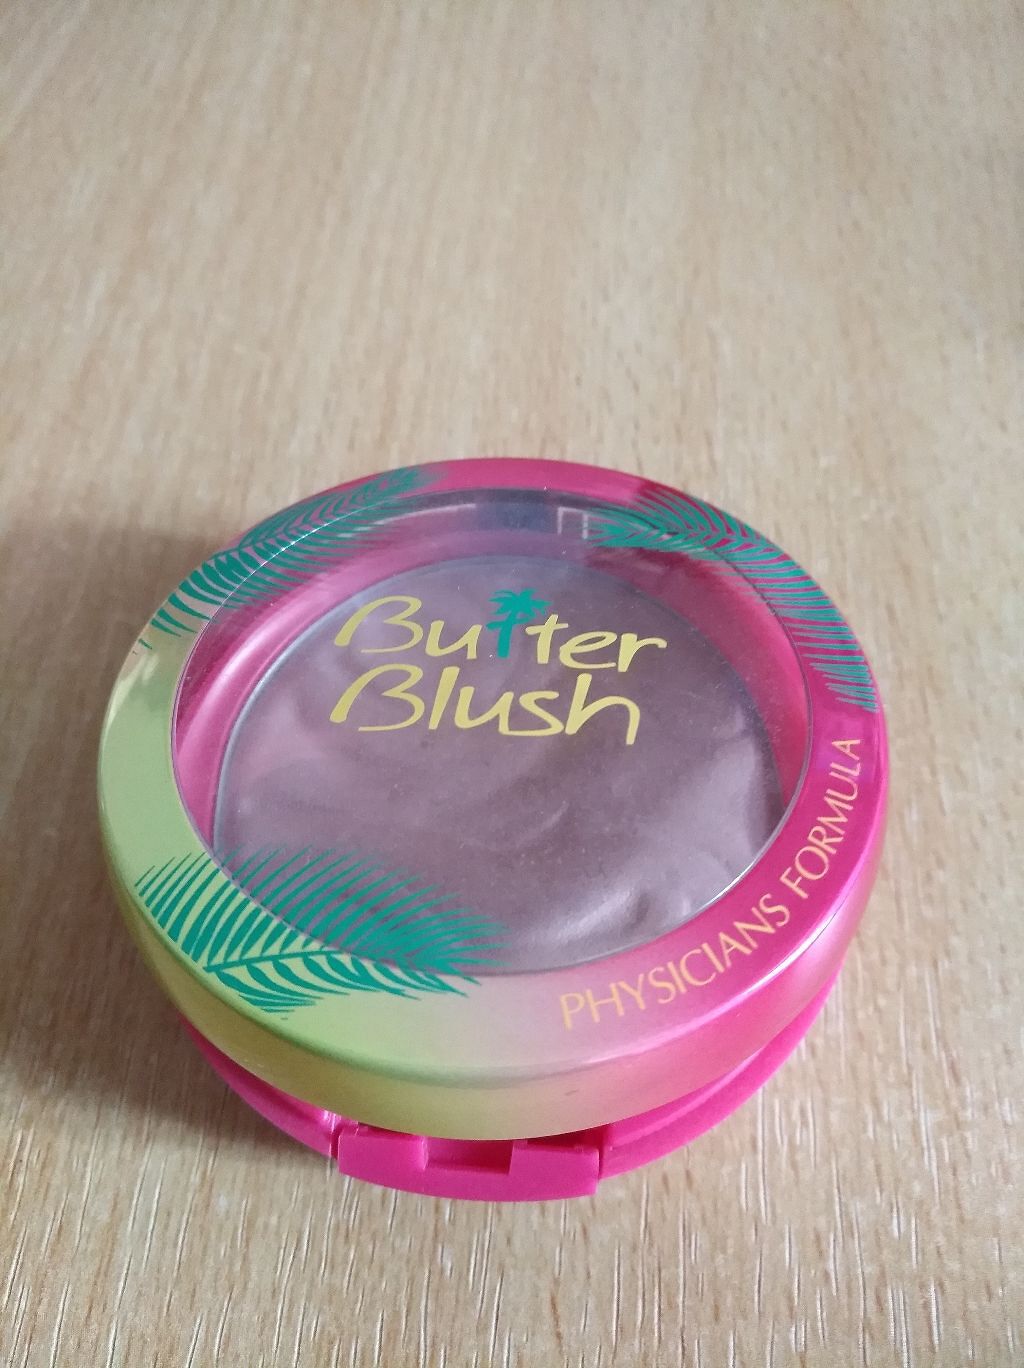 Butter
Blush
PHYSICIANS FORMULA